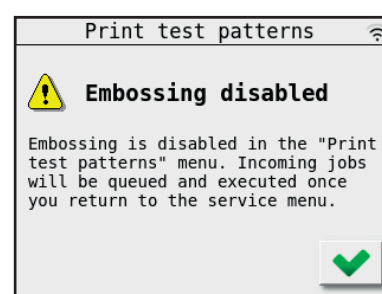 Print test patterns
Embossing disabled
Embossing is disabled in the "Print
test patterns" menu. Incoming jobs
will be queued and executed once
you return to the service menu.